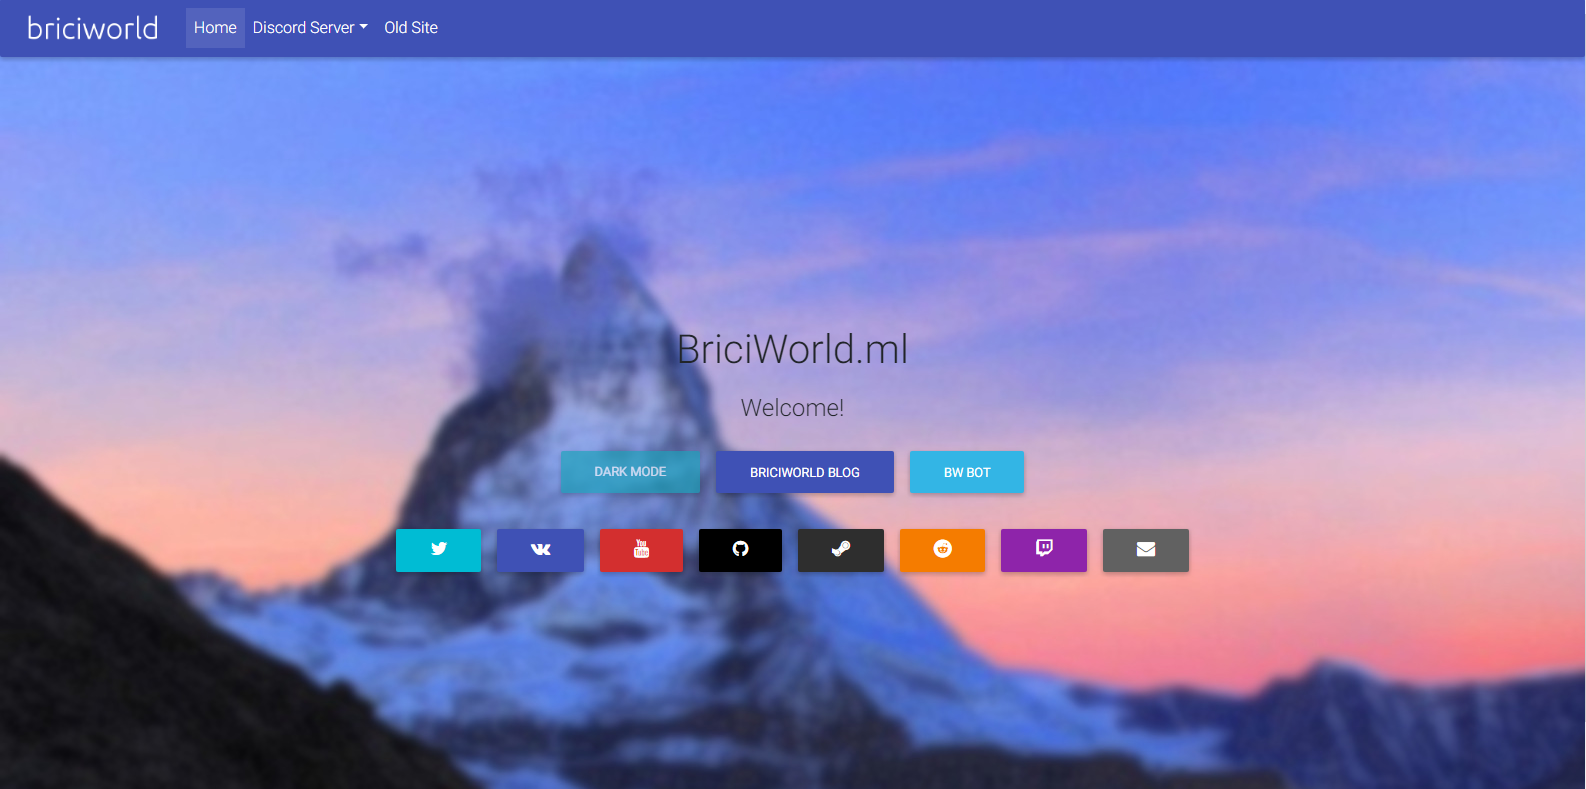 briciworld Home Discord Server Old Site
BriciWorld.ml
Welcome!
DARK MODE BRICIWORLD BLOG BW BOT
You Tube